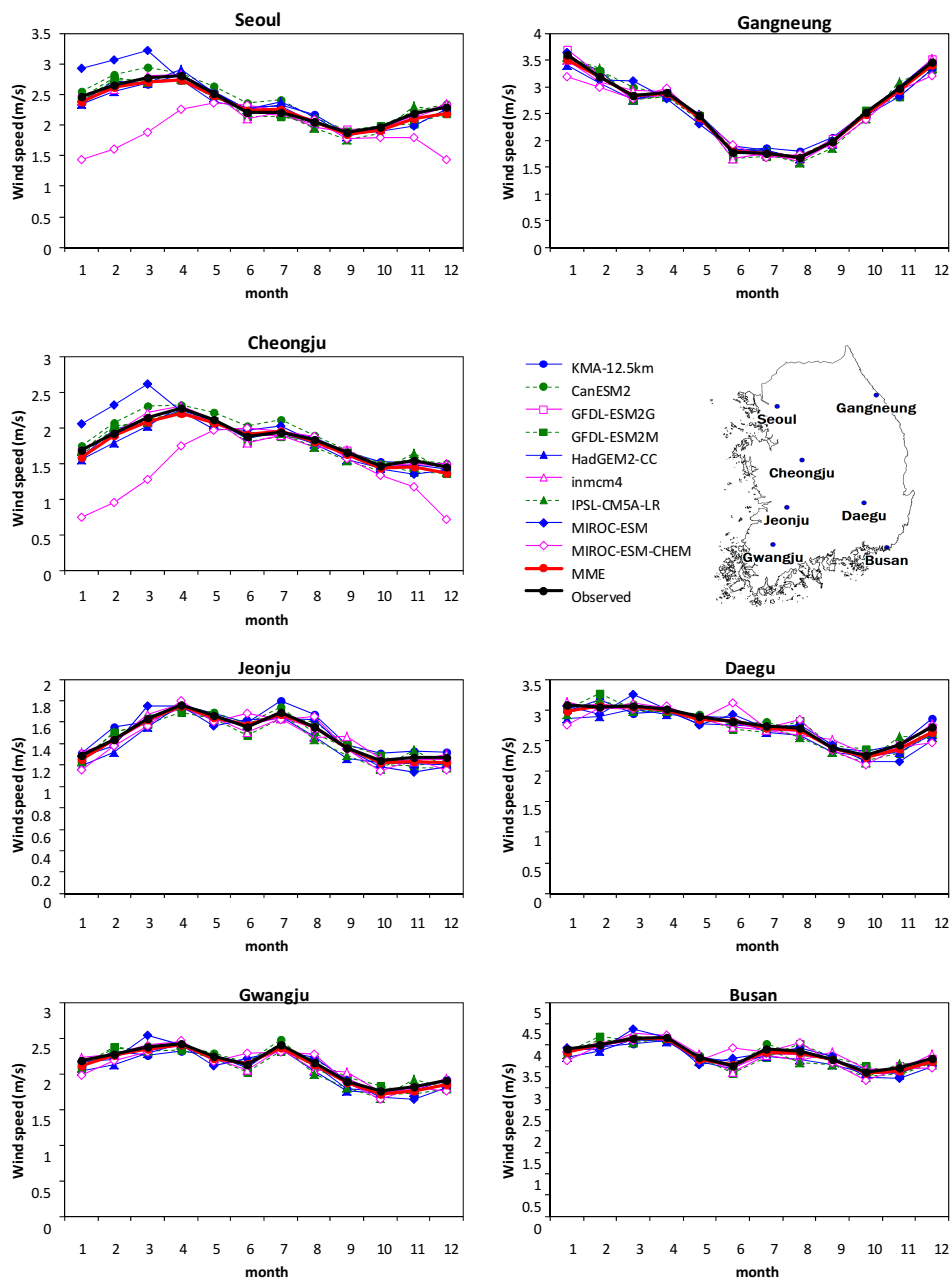 Seoul
Wind speed (m/s)
3.5
3
2.5
2
1.5
1
0.5
0
1 2 3 4 5 6 7 8 9 10 11 12
month
Gangneung
Wind speed (m/s)
4
3.5
3
2.5
2
1.5
1
0.5
0
1 2 3 4 5 6 7 8 9 10 11 12
month
Cheongju
Wind speed (m/s)
3
2.5
2
1.5
1
0.5
0
1 2 3 4 5 6 7 8 9 10 11 12
month
KMA-12.5km
CanESM2
GFDL-ESM2G
GFDL-ESM2M
HadGEM2-CC
inmcm4
IPSL-CM5A-LR
MIROC-ESM
MIROC-ESM-CHEM
MME
Observed
Seoul
Gangneung
Cheongju
Jeonju
Daegu
Gwangju
Busan
Jeonju
Wind speed (m/s)
2
1.8
1.6
1.4
1.2
1
0.8
0.6
0.4
0.2
0
1 2 3 4 5 6 7 8 9 10 11 12
month
Daegu
Wind speed (m/s)
3.5
3
2.5
2
1.5
1
0.5
0
1 2 3 4 5 6 7 8 9 10 11 12
month
Gwangju
Wind speed (m/s)
3
2.5
2
1.5
1
0.5
0
1 2 3 4 5 6 7 8 9 10 11 12
month
Busan
Wind speed (m/s)
5
4.5
4
3.5
3
2.5
2
1.5
1
0.5
0
1 2 3 4 5 6 7 8 9 10 11 12
month